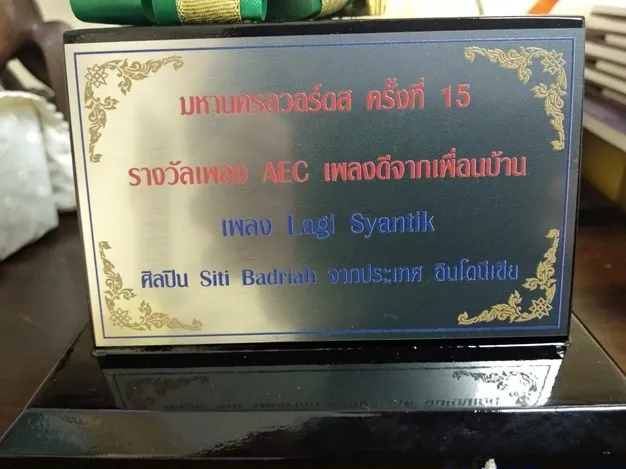 มหานครอวอร์ดส ครั้งที่ 15
รางวัลเพลง AEC เพลงดีจากเพื่อนบ้าน
เพลง Lagi Syantik
ศิลปิน Siti Badriah จากประเทศ อินโดนีเซีย